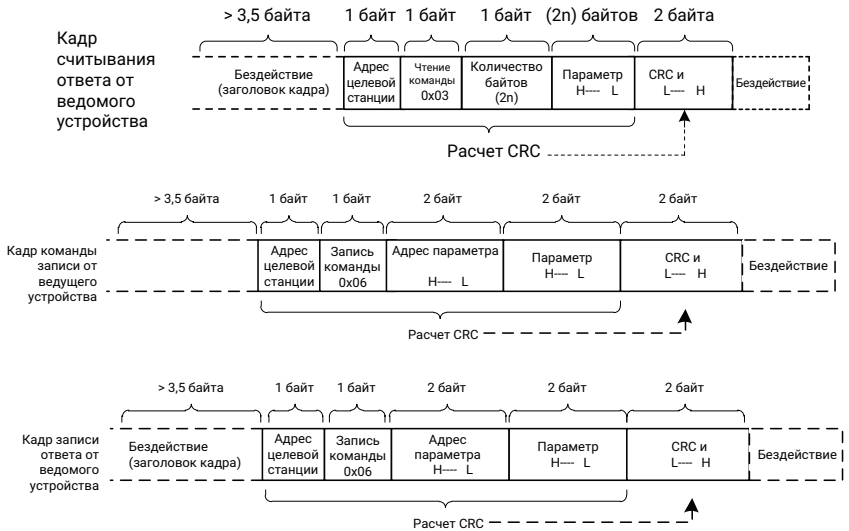 > 3,5 байта 1 байт 1 байт 1 байт (2n) байтов 2 байта
Кадр
считывания
ответа от
ведомого
устройства
Бездействие
(заголовок кадра)
Адрес
целевой
станции
Чтение
команды
0x03
Количество
байтов
(2n)
Параметр
H---- L
CRC и
L---- H
Бездействие
Расчет CRC
> 3,5 байта 1 байт 1 байт 2 байт 2 байт 2 байта
Кадр команды
записи от
ведущего
устройства
Адрес
целевой
станции
Запись
команды
0x06
Адрес параметра
H---- L
Параметр
H---- L
CRC и
L---- H
Бездействие
Расчет CRC
> 3,5 байта 1 байт 1 байт 2 байт 2 байт 2 байт
Кадр записи
ответа от
ведомого
устройства
Бездействие
(заголовок кадра)
Адрес
целевой
станции
Запись
команды
0x06
Адрес
параметра
H---- L
Параметр
H---- L
CRC и
L---- H
Бездействие
Расчет CRC